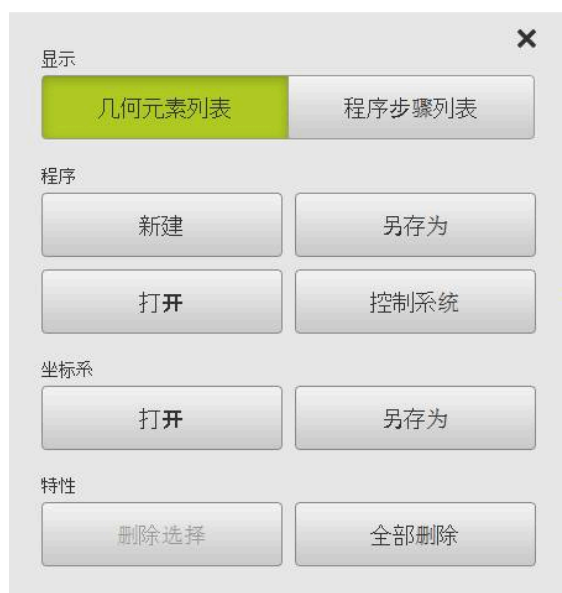 显示
几何元素列表 程序步骤列表
程序
新建 另存为
打开 控制系统
坐标系
打开 另存为
特性
删除选择 全部删除